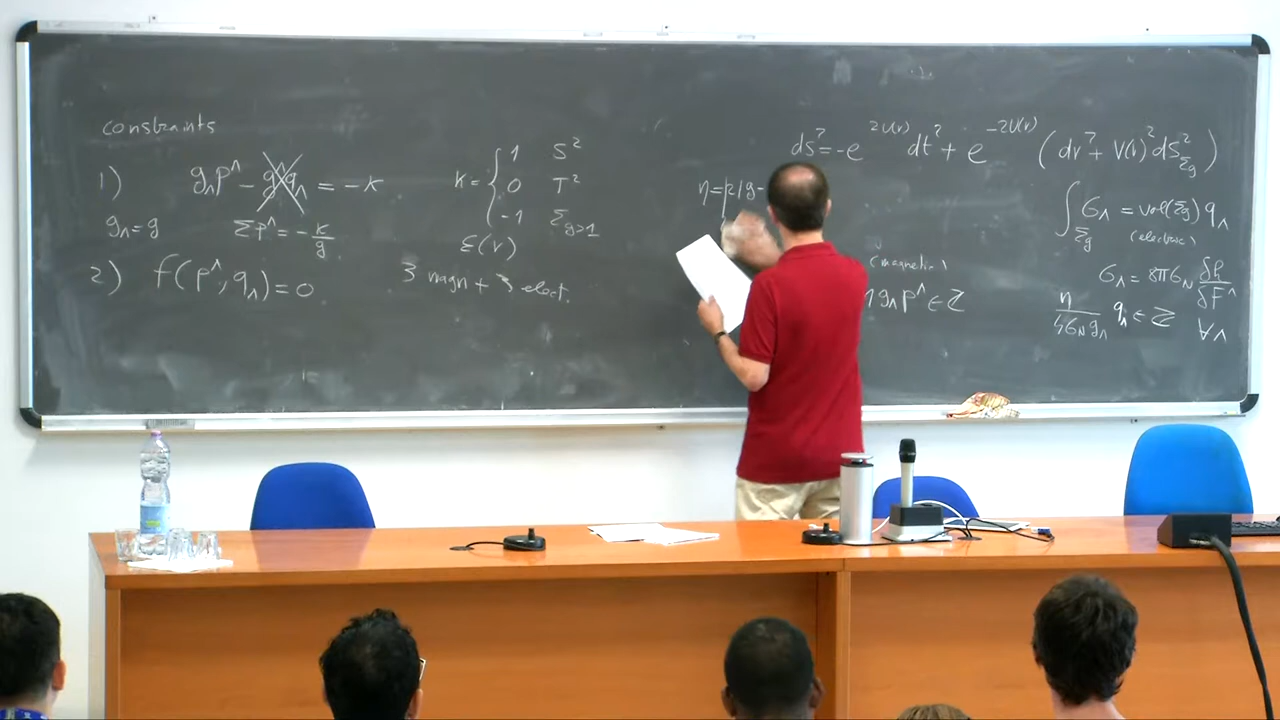 constraints
1) g_Λ p^Λ - g^Λ q_Λ = -κ
g_Λ = g   Σ p^Λ = -κ/g
2) f(p^Λ, q_Λ) = 0
κ = { 1 S²
0 T²
-1 Σ_{g>1}
ε(r)
3 magn + 3 elect.
ds² = -e^{2U(r)} dt² + e^{-2U(r)} (dr² + V(r)² dS²_{Σ_g})
η = 2|g-
∫_{Σ_g} G_Λ = vol(Σ_g) q_Λ
(electric)
(magnetic)
G_Λ = 8πG_N δL/δF^Λ
g_Λ p^Λ ∈ Z
η/4G_N g_Λ q_Λ ∈ Z   ∀Λ